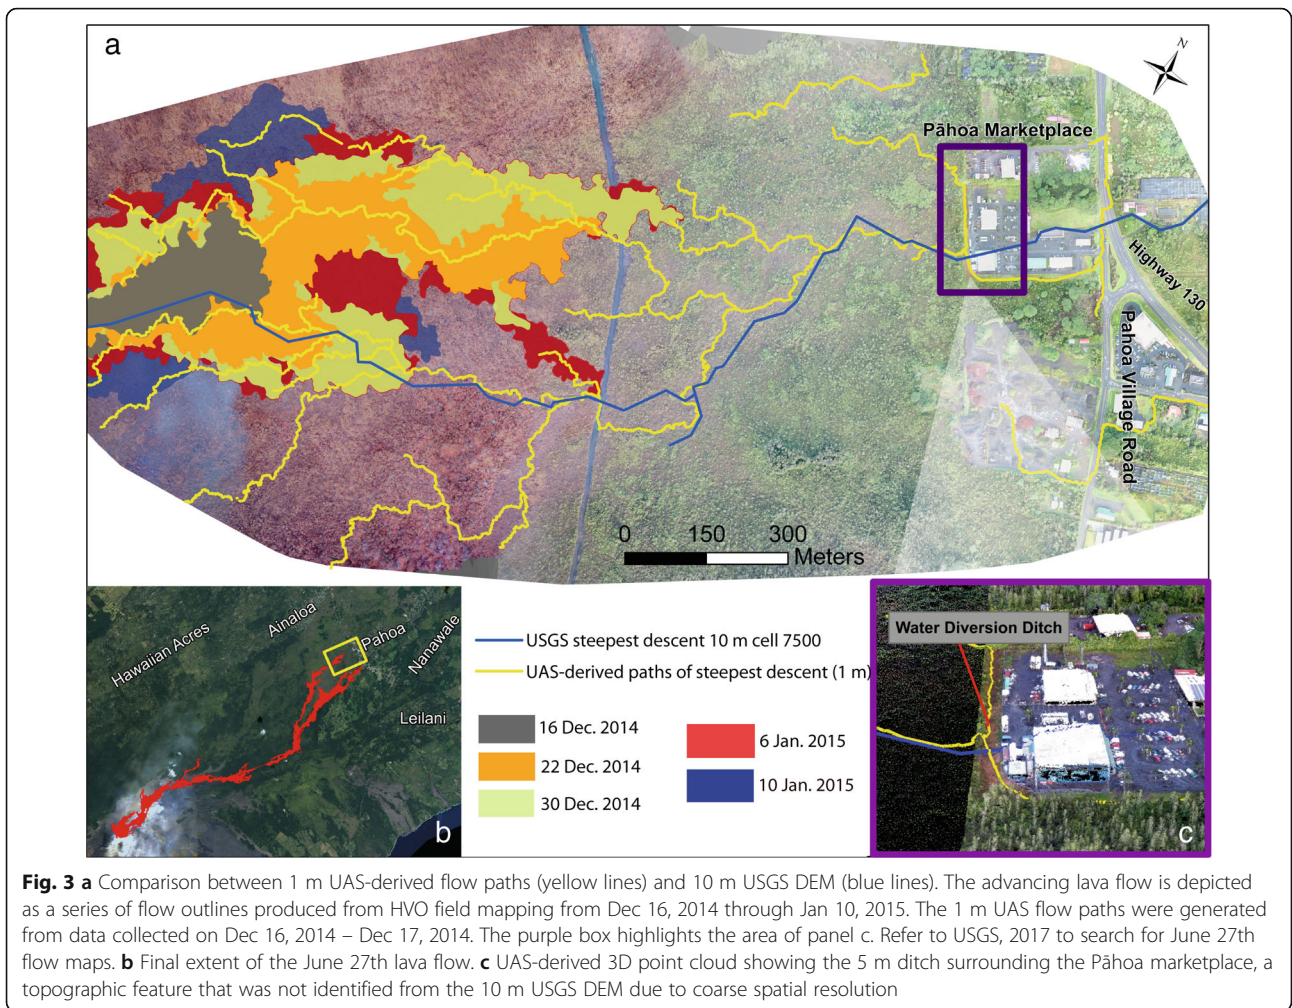 a
N
Pāhoa Marketplace
Highway 130
Pahoa Village Road
0 150 300
Meters
Hawaiian Acres
Ainaloa
Pahoa
Nanawale
Leilani
b
USGS steepest descent 10 m cell 7500
UAS-derived paths of steepest descent (1 m)
16 Dec. 2014
22 Dec. 2014
30 Dec. 2014
6 Jan. 2015
10 Jan. 2015
Water Diversion Ditch
c
Fig. 3 a Comparison between 1 m UAS-derived flow paths (yellow lines) and 10 m USGS DEM (blue lines). The advancing lava flow is depicted
as a series of flow outlines produced from HVO field mapping from Dec 16, 2014 through Jan 10, 2015. The 1 m UAS flow paths were generated
from data collected on Dec 16, 2014 – Dec 17, 2014. The purple box highlights the area of panel c. Refer to USGS, 2017 to search for June 27th
flow maps. b Final extent of the June 27th lava flow. c UAS-derived 3D point cloud showing the 5 m ditch surrounding the Pāhoa marketplace, a
topographic feature that was not identified from the 10 m USGS DEM due to coarse spatial resolution